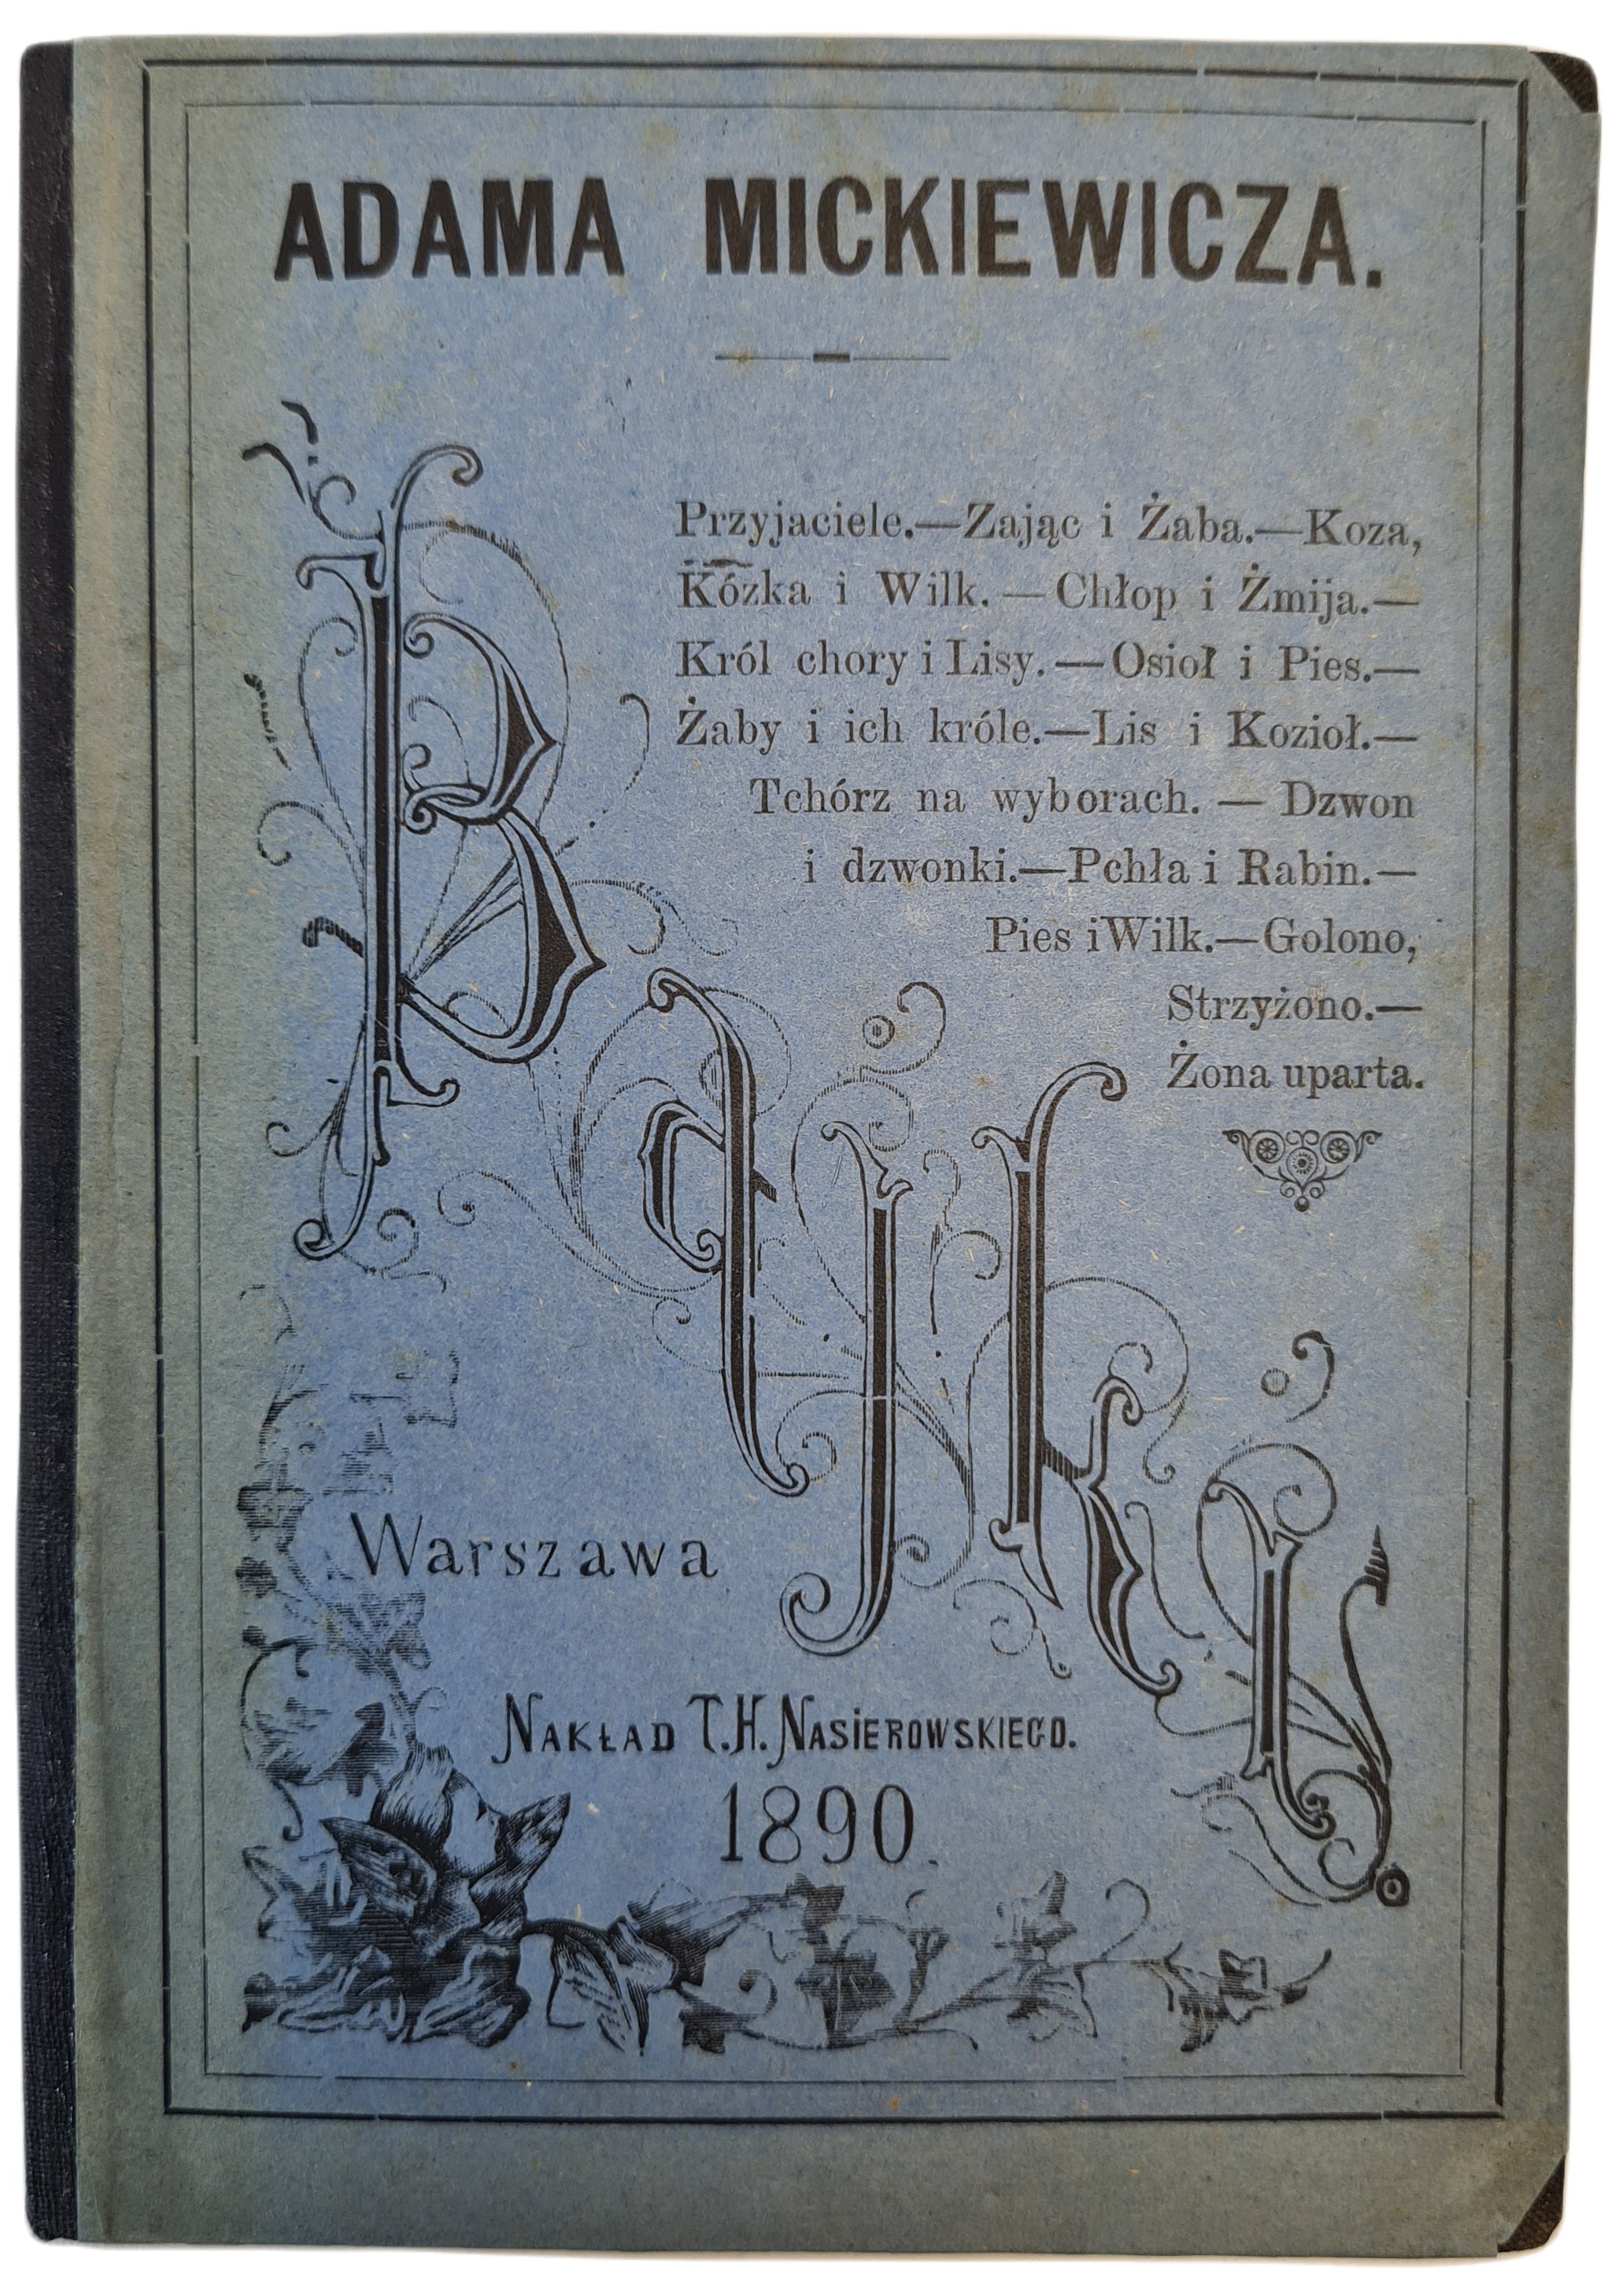 ADAMA MICKIEWICZA.
Przyjaciele.—Zając i Żaba.—Koza,
Kózka i Wilk.—Chłop i Żmija.—
Król chory i Lisy.—Osioł i Pies.—
Żaby i ich króle.—Lis i Kozioł.—
Tchórz na wyborach.—Dzwon
i dzwonki.—Pchła i Rabin.—
Pies i Wilk.—Golono,
Strzyżono.—
Żona uparta.
BAJKI
Warszawa
NAKŁAD T.H. NASIEROWSKIEGO.
1890.